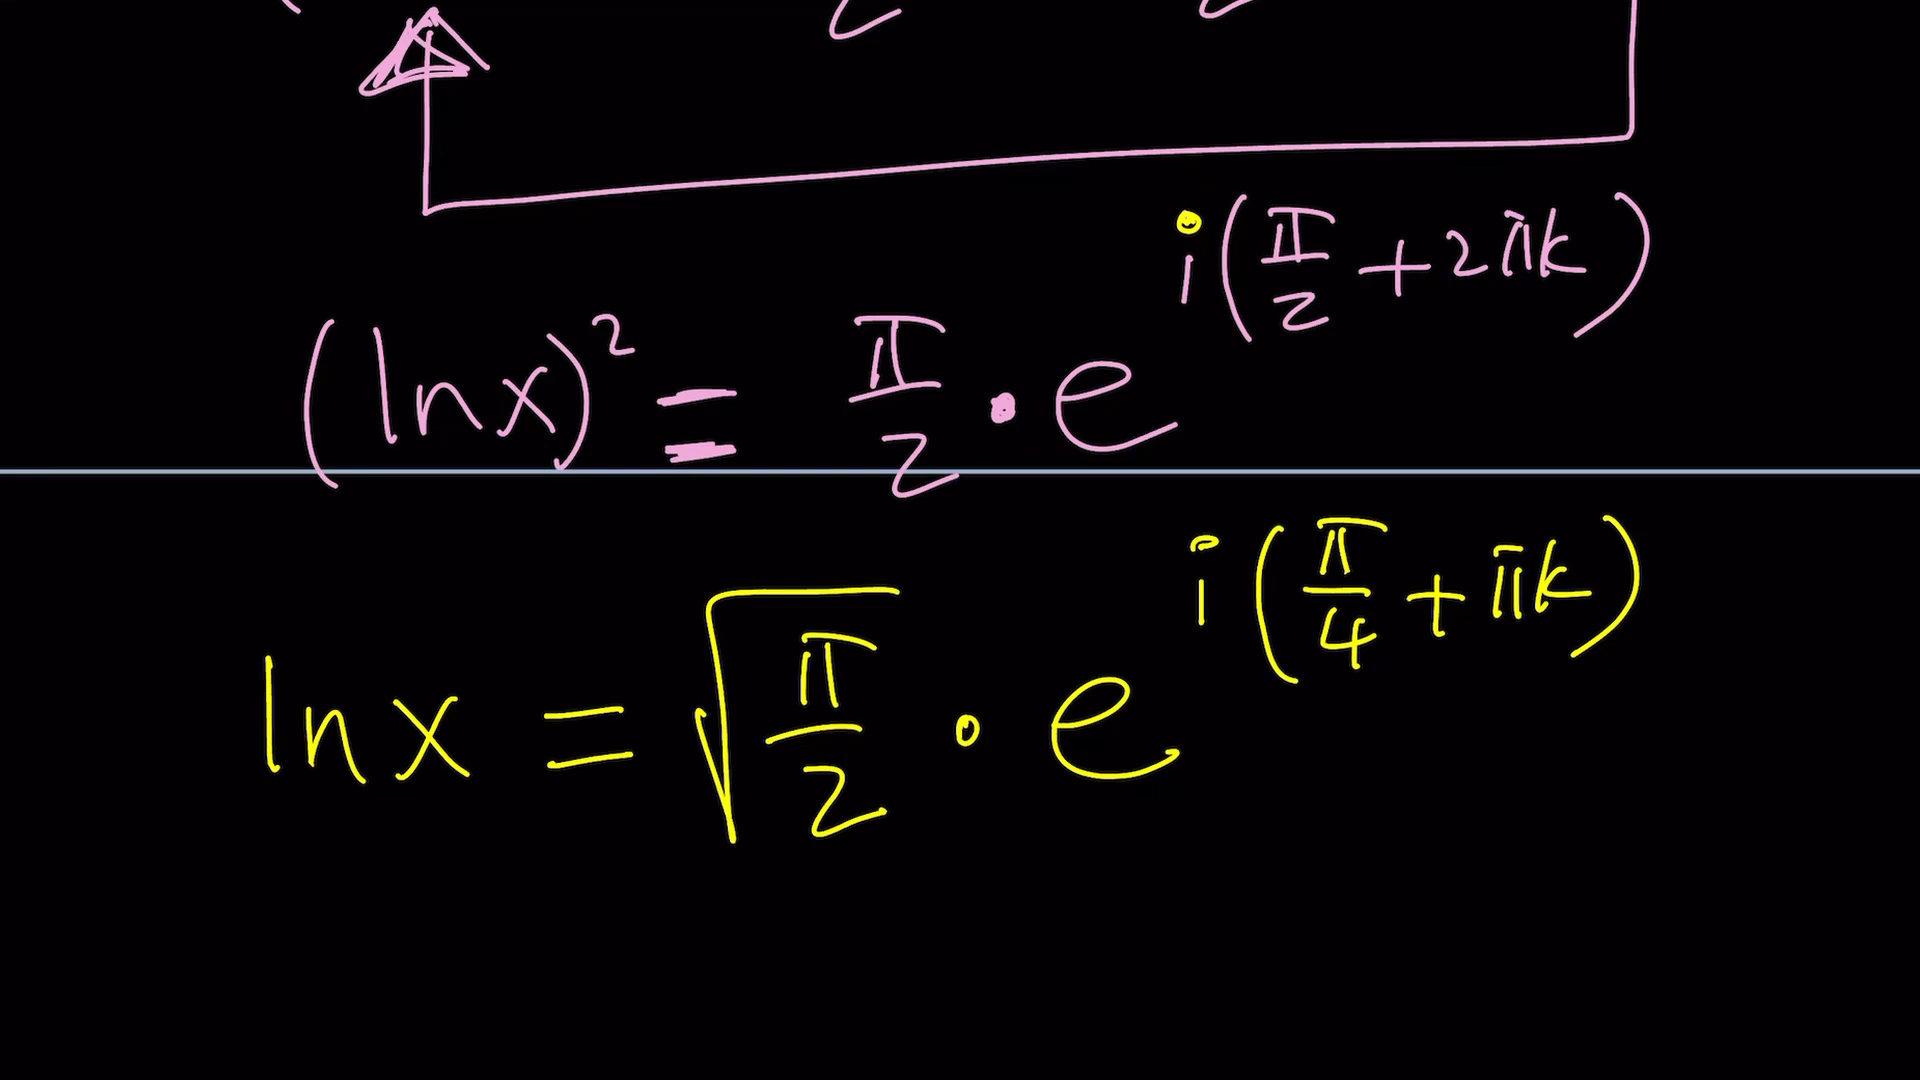 (ln x)² = π/2 · e^i(π/2 + 2πk)
ln x = √(π/2) · e^i(π/4 + πk)